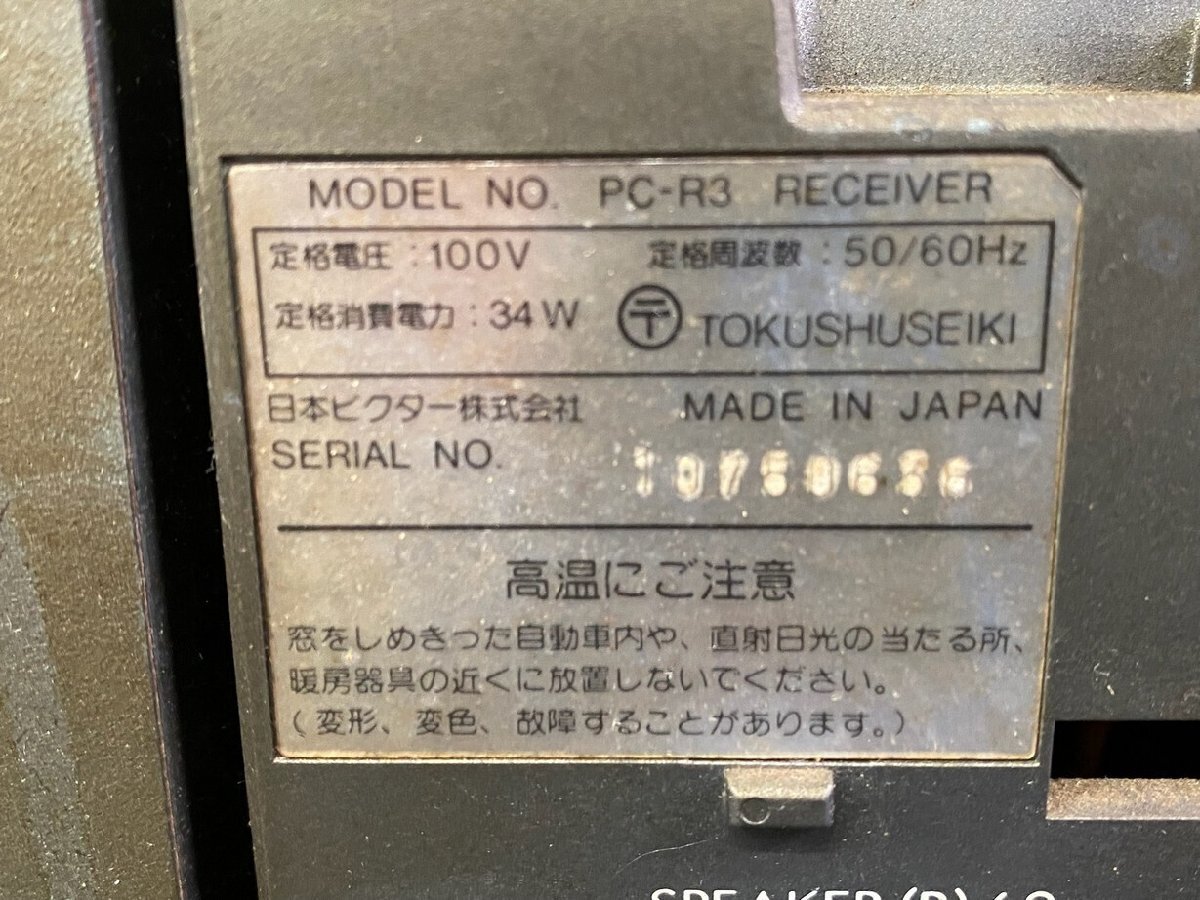 MODEL NO. PC-R3 RECEIVER
定格電圧:100V 定格周波数:50/60Hz
定格消費電力:34W 〒 TOKUSHUSEIKI
日本ビクター株式会社 MADE IN JAPAN
SERIAL NO.
高温にご注意
窓をしめきった自動車内や、直射日光の当たる所、
暖房器具の近くに放置しないでください。
(変形、変色、故障することがあります。)
SPEAKER (R)